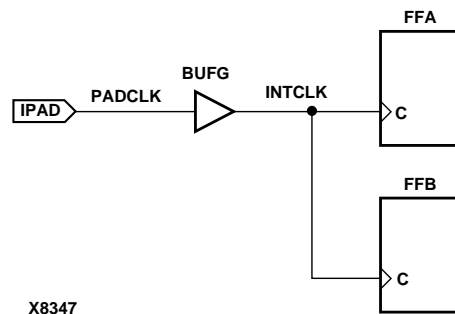 FFA
BUFG
IPAD
PADCLK
INTCLK
C
FFB
C
X8347